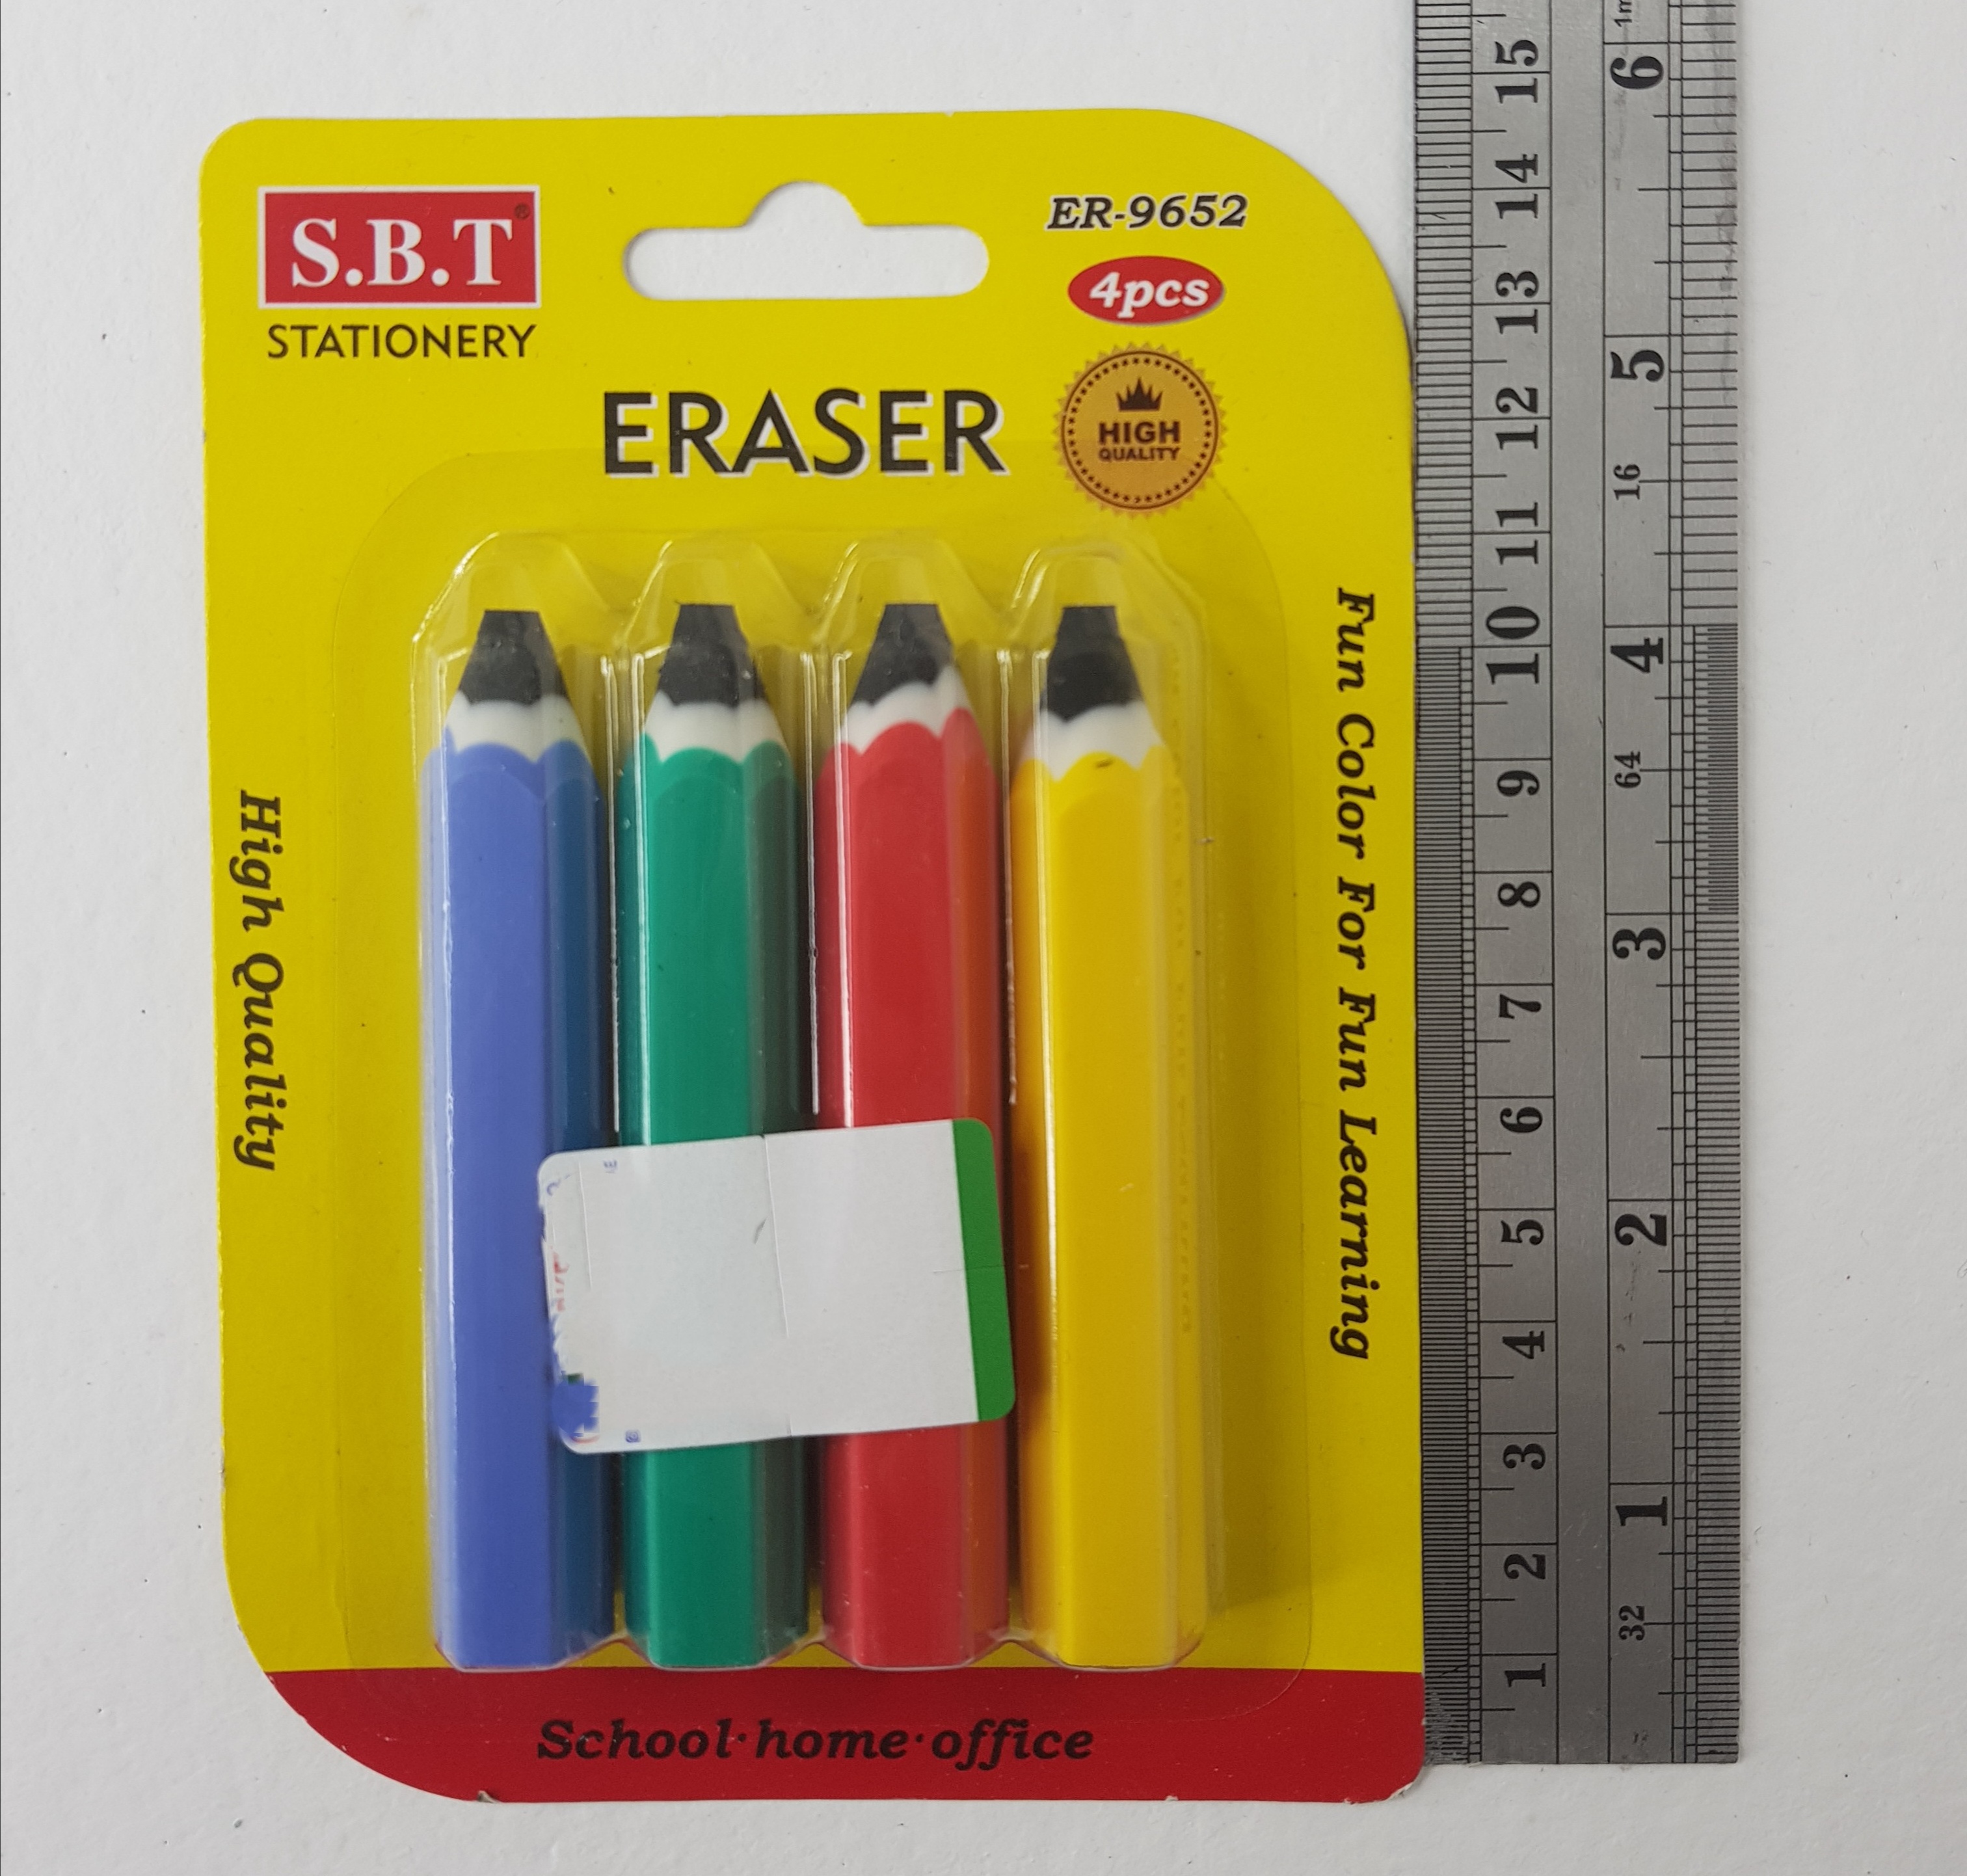 S.B.T®
STATIONERY
ER-9652
4pcs
ERASER
HIGH
QUALITY
High Quality
Fun Color For Fun Learning
School·home·office
15
14
13
12
11
10
9
8
7
6
5
4
3
2
1
6
5
16
4
64
3
2
1
32